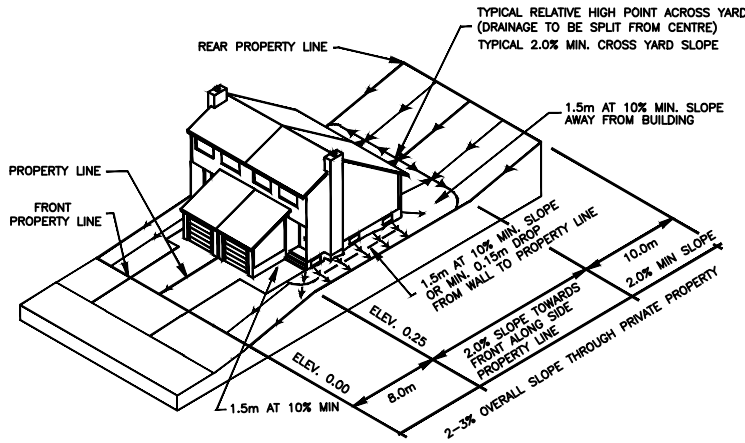 TYPICAL RELATIVE HIGH POINT ACROSS YARD
(DRAINAGE TO BE SPLIT FROM CENTRE)
TYPICAL 2.0% MIN. CROSS YARD SLOPE
REAR PROPERTY LINE
1.5m AT 10% MIN. SLOPE
AWAY FROM BUILDING
PROPERTY LINE
FRONT
PROPERTY LINE
1.5m AT 10% MIN. SLOPE
OR MIN. 0.15m DROP
FROM WALL TO PROPERTY LINE
10.0m
2.0% MIN SLOPE
2.0% SLOPE TOWARDS
FRONT ALONG SIDE
PROPERTY LINE
ELEV. 0.25
ELEV. 0.00
8.0m
1.5m AT 10% MIN
2-3% OVERALL SLOPE THROUGH PRIVATE PROPERTY